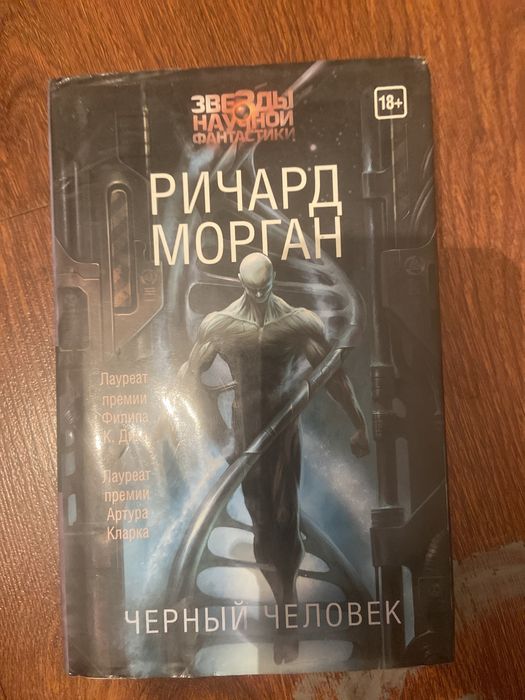 ЗВЕЗДЫ
НАУЧНОЙ
ФАНТАСТИКИ
18+
РИЧАРД
МОРГАН
Лауреат
премии
Филипа
К.
Лауреат
премии
Артура
Кларка
ЧЕРНЫЙ ЧЕЛОВЕК